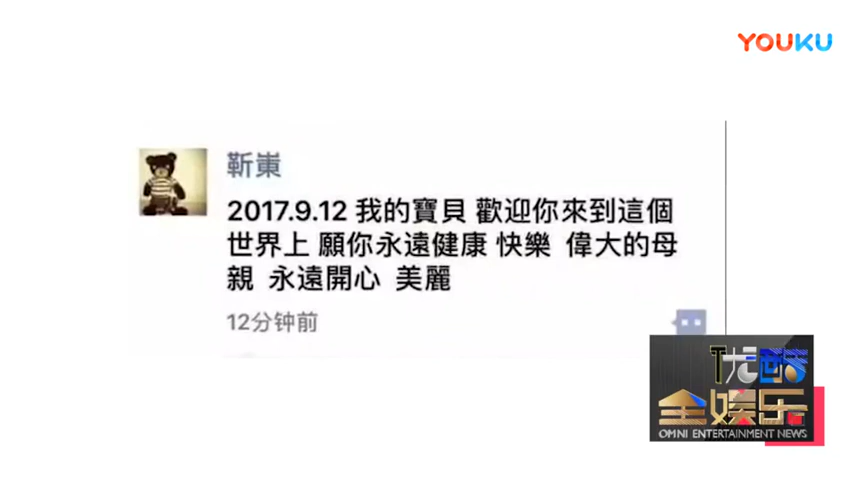 YOUKU
靳東
2017.9.12 我的寶貝 歡迎你來到這個
世界上 願你永遠健康 快樂 偉大的母
親 永遠開心 美麗
12分钟前
优酷
全娱乐
OMNI ENTERTAINMENT NEWS